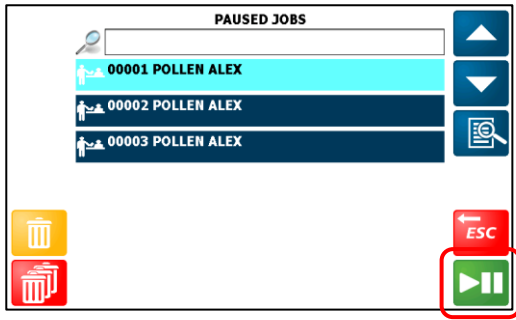 PAUSED JOBS
00001 POLLEN ALEX
00002 POLLEN ALEX
00003 POLLEN ALEX
ESC